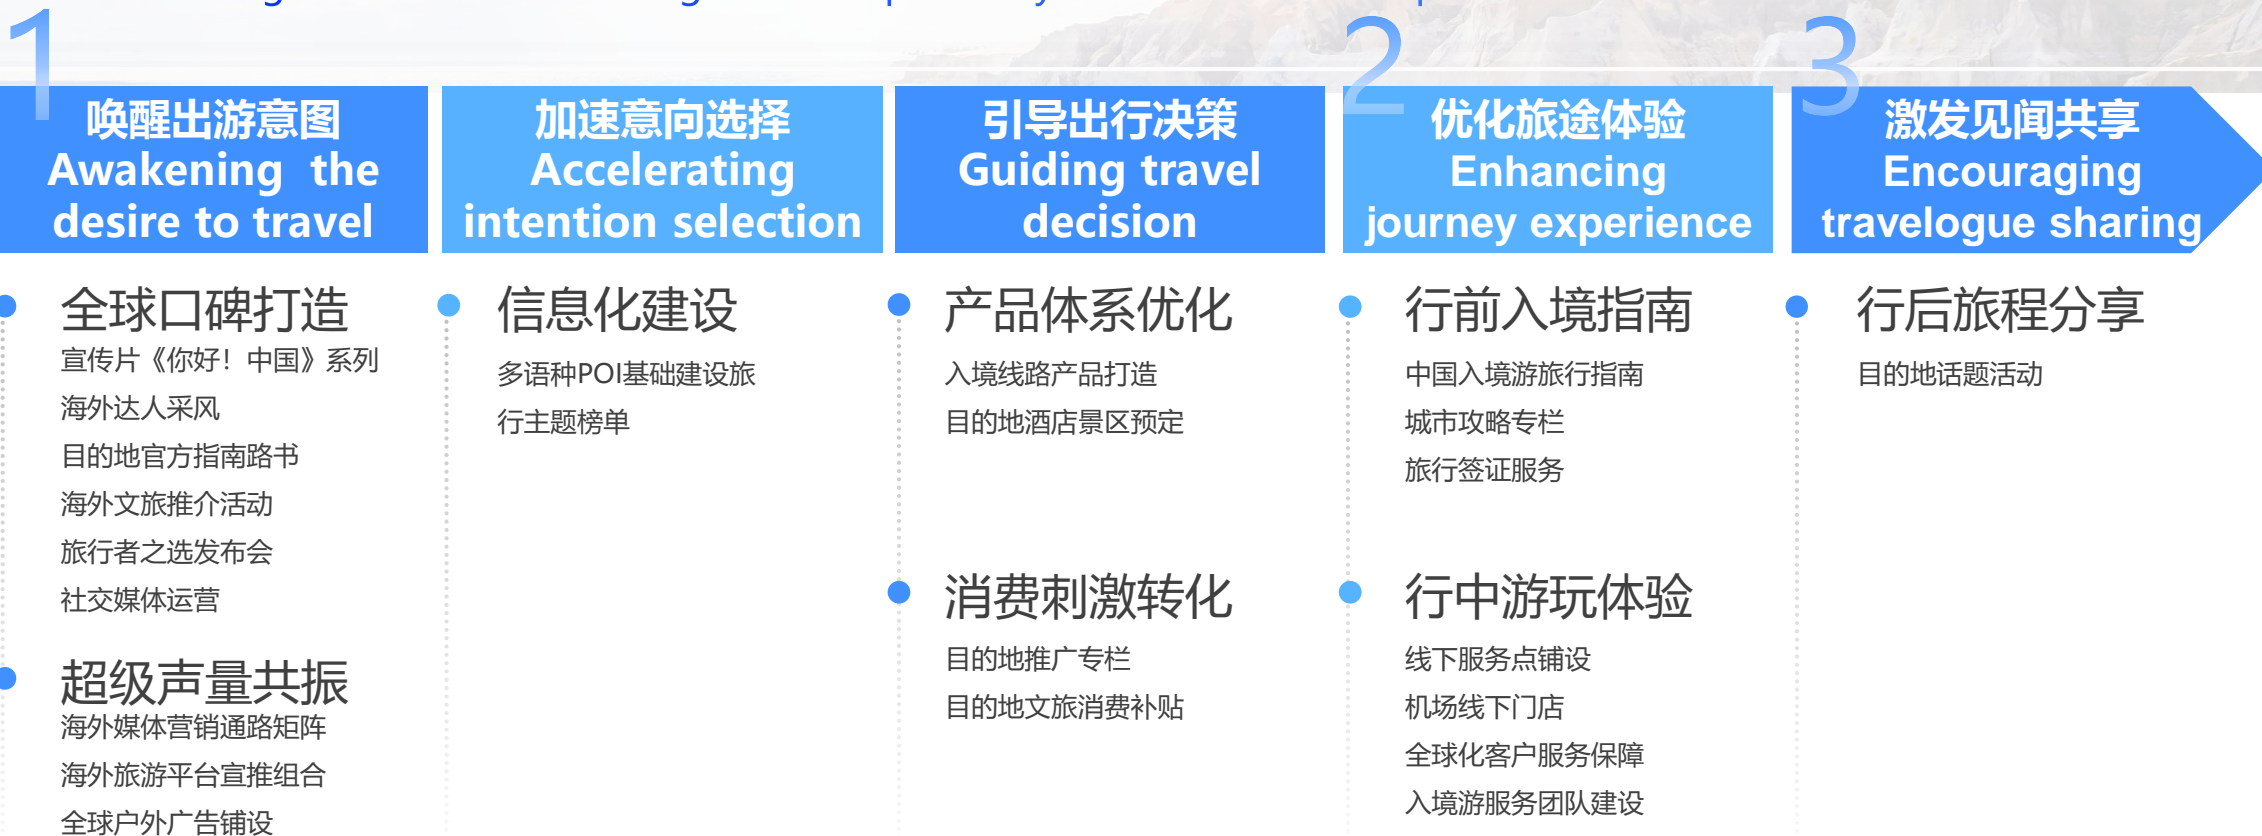 1
2
3
唤醒出游意图
Awakening the
desire to travel
加速意向选择
Accelerating
intention selection
引导出行决策
Guiding travel
decision
优化旅途体验
Enhancing
journey experience
激发见闻共享
Encouraging
travelogue sharing
全球口碑打造
宣传片《你好！中国》系列
海外达人采风
目的地官方指南路书
海外文旅推介活动
旅行者之选发布会
社交媒体运营
超级声量共振
海外媒体营销通路矩阵
海外旅游平台宣推组合
全球户外广告铺设
信息化建设
多语种POI基础建设旅
行主题榜单
产品体系优化
入境线路产品打造
目的地酒店景区预定
消费刺激转化
目的地推广专栏
目的地文旅消费补贴
行前入境指南
中国入境游旅行指南
城市攻略专栏
旅行签证服务
行中游玩体验
线下服务点铺设
机场线下门店
全球化客户服务保障
入境游服务团队建设
行后旅程分享
目的地话题活动